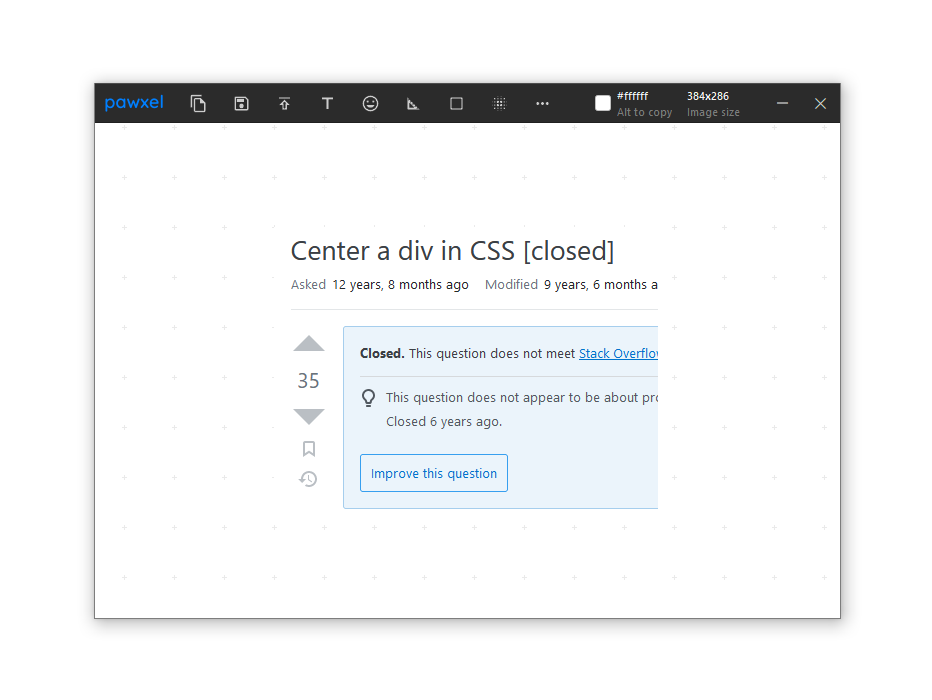 pawxel
T
#ffffff
Alt to copy
384x286
Image size
Center a div in CSS [closed]
Asked 12 years, 8 months ago Modified 9 years, 6 months a
Closed. This question does not meet Stack Overflo
35
This question does not appear to be about pro
Closed 6 years ago.
Improve this question